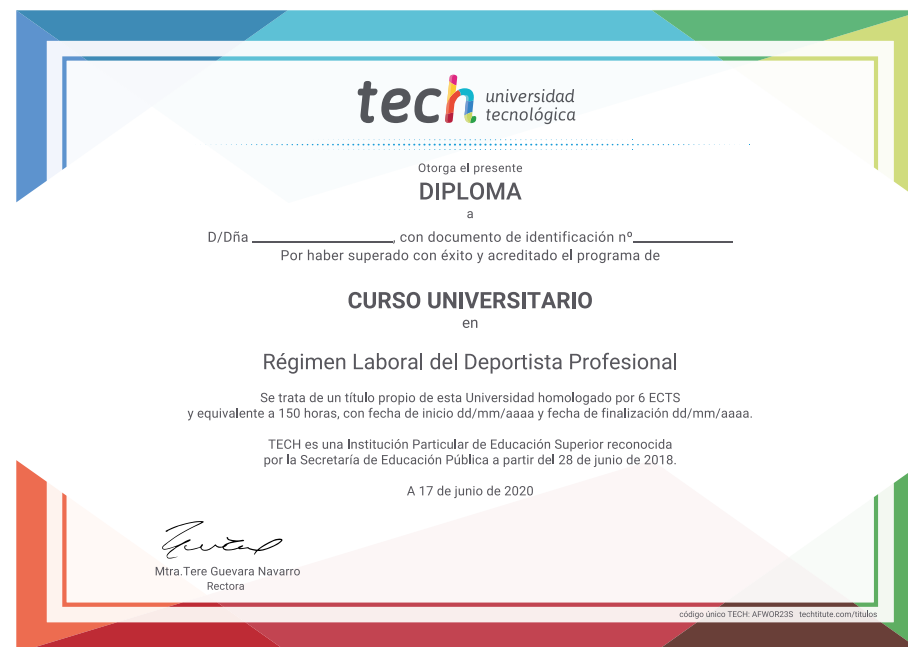 tech universidad
tecnológica
Otorga el presente
DIPLOMA
a
D/Dña ____________________, con documento de identificación nº______________
Por haber superado con éxito y acreditado el programa de
CURSO UNIVERSITARIO
en
Régimen Laboral del Deportista Profesional
Se trata de un título propio de esta Universidad homologado por 6 ECTS
y equivalente a 150 horas, con fecha de inicio dd/mm/aaaa y fecha de finalización dd/mm/aaaa.
TECH es una Institución Particular de Educación Superior reconocida
por la Secretaría de Educación Pública a partir del 28 de junio de 2018.
A 17 de junio de 2020
Mtra.Tere Guevara Navarro
Rectora
código único TECH: AFWOR23S techtitute.com/titulos